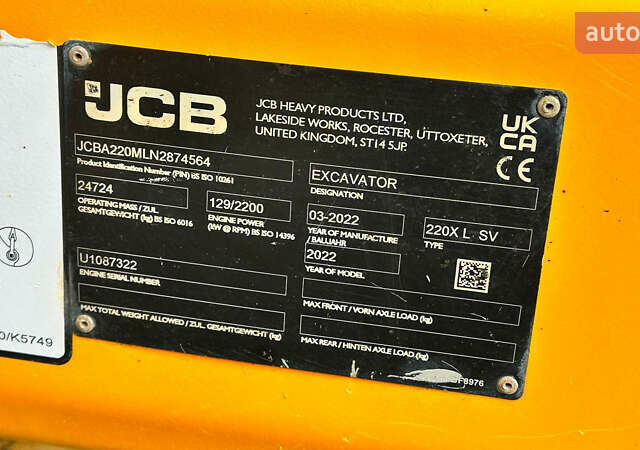 auto
JCB
JCB HEAVY PRODUCTS LTD,
LAKESIDE WORKS, ROCESTER, UTTOXETER,
UNITED KINGDOM, ST14 5JP.
UK
CA
CE
JCBA220MLN2874564
Product Identification Number (PIN) BS ISO 10261
EXCAVATOR
DESIGNATION
24724
OPERATING MASS / ZUL.
GESAMTGEWICHT (kg) BS ISO 6016
129/2200
ENGINE POWER
(kW @ RPM) BS ISO 14396
03-2022
YEAR OF MANUFACTURE
/ BAUJAHR
220X L SV
TYPE
U1087322
ENGINE SERIAL NUMBER
2022
YEAR OF MODEL
MAX TOTAL WEIGHT ALLOWED / ZUL. GESAMTGEWICHT (kg)
MAX FRONT / VORN AXLE LOAD (kg)
MAX REAR / HINTEN AXLE LOAD (kg)
0/K5749